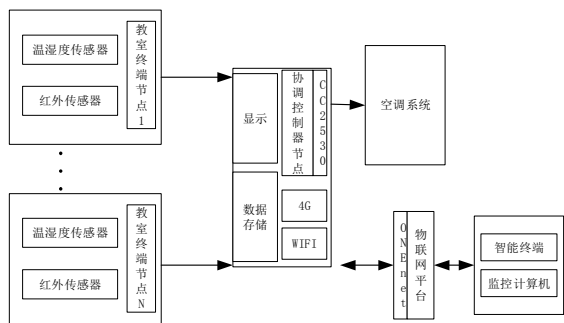 温湿度传感器
红外传感器
教室终端节点1
温湿度传感器
红外传感器
教室终端节点N
显示
数据存储
协调控制器节点
CC2530
4G
WIFI
空调系统
ONEnet
物联网平台
智能终端
监控计算机